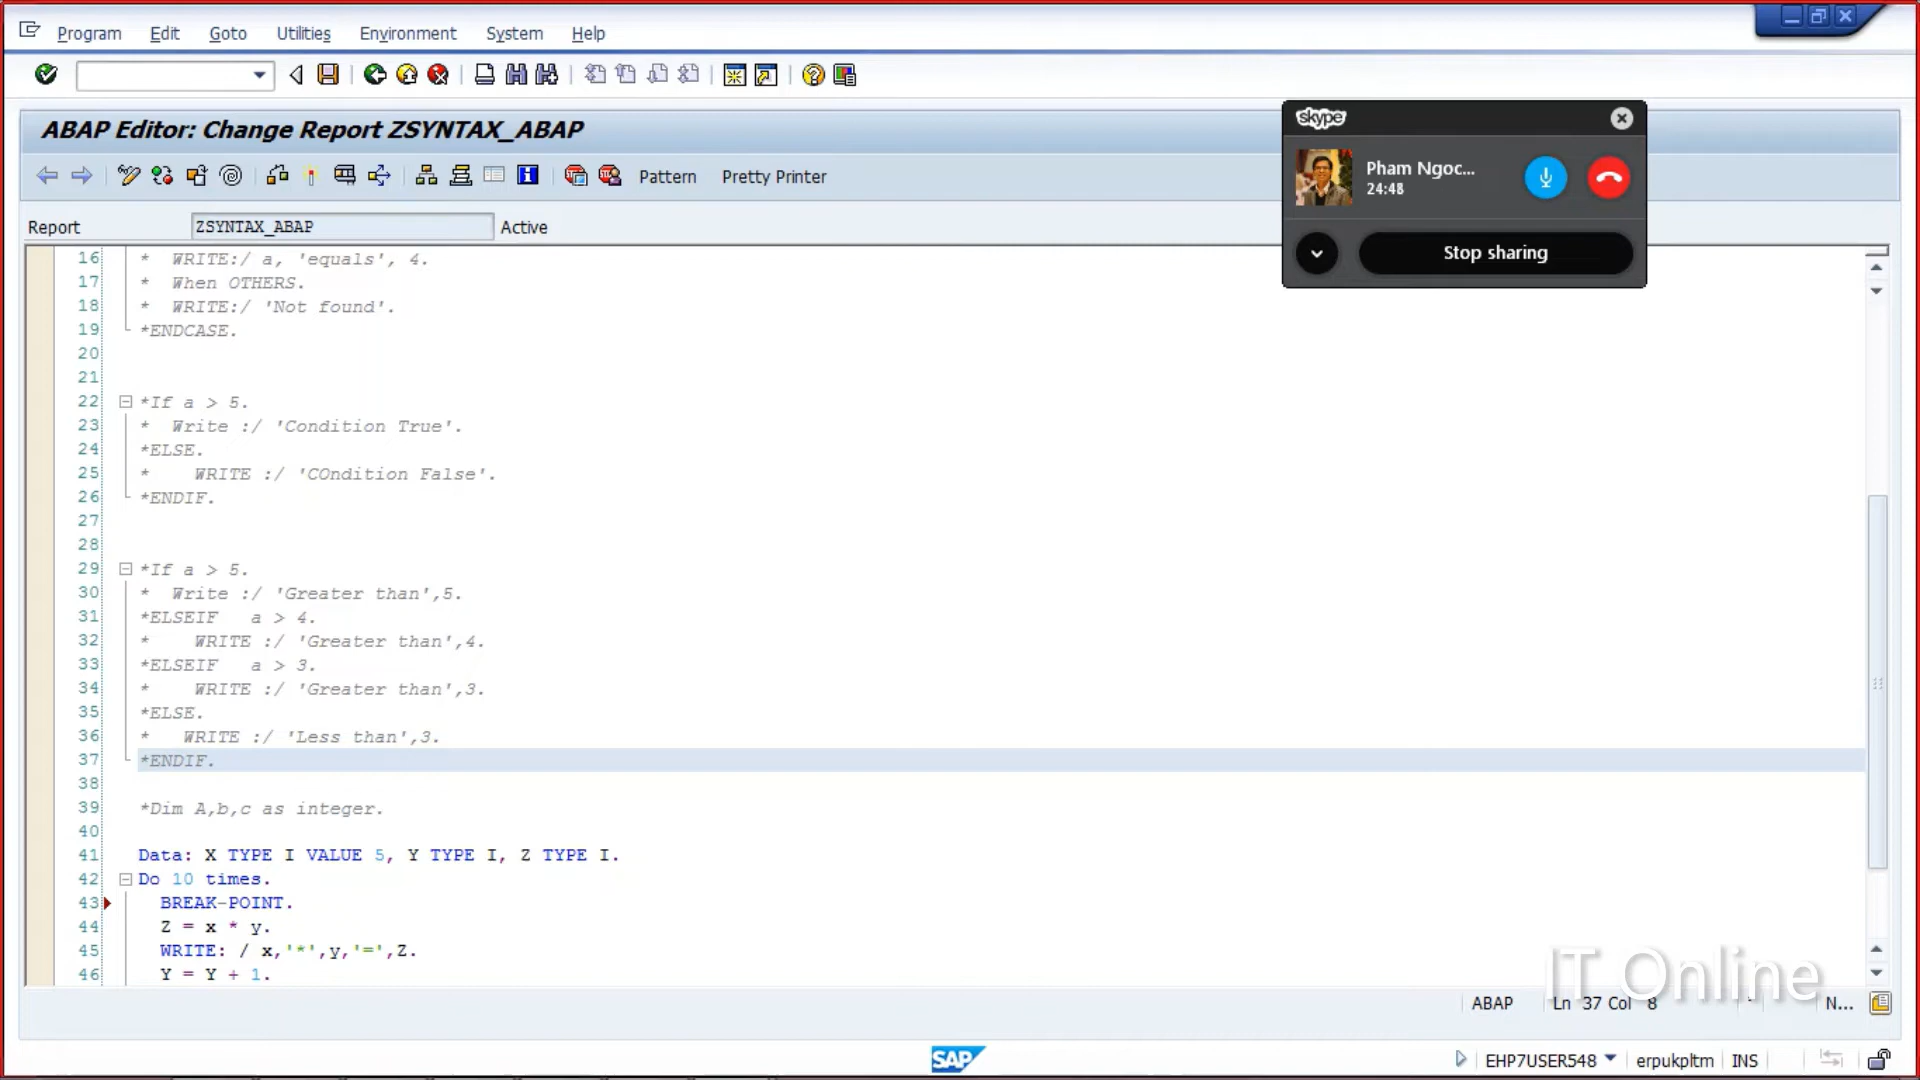 Program Edit Goto Utilities Environment System Help
ABAP Editor: Change Report ZSYNTAX_ABAP
Pattern Pretty Printer
Report ZSYNTAX_ABAP Active
skype
Pham Ngoc...
24:48
Stop sharing
16 * WRITE:/ a, 'equals', 4.
17 * When OTHERS.
18 * WRITE:/ 'Not found'.
19 *ENDCASE.
20
21
22 *If a > 5.
23 * Write :/ 'Condition True'.
24 *ELSE.
25 * WRITE :/ 'COndition False'.
26 *ENDIF.
27
28
29 *If a > 5.
30 * Write :/ 'Greater than',5.
31 *ELSEIF a > 4.
32 * WRITE :/ 'Greater than',4.
33 *ELSEIF a > 3.
34 * WRITE :/ 'Greater than',3.
35 *ELSE.
36 * WRITE :/ 'Less than',3.
37 *ENDIF.
38
39 *Dim A,b,c as integer.
40
41 Data: X TYPE I VALUE 5, Y TYPE I, Z TYPE I.
42 Do 10 times.
43 BREAK-POINT.
44 Z = x * y.
45 WRITE: / x,'*',y,'=',Z.
46 Y = Y + 1.
IT Online
ABAP Ln 37 Col 8 N...
SAP EHP7USER548 erpukpltm INS